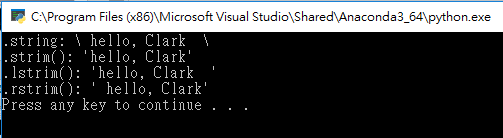 C:\Program Files (x86)\Microsoft Visual Studio\Shared\Anaconda3_64\python.exe
.string: \ hello, Clark  \
.strim(): 'hello, Clark'
.lstrim(): 'hello, Clark  '
.rstrim(): ' hello, Clark'
Press any key to continue . . .